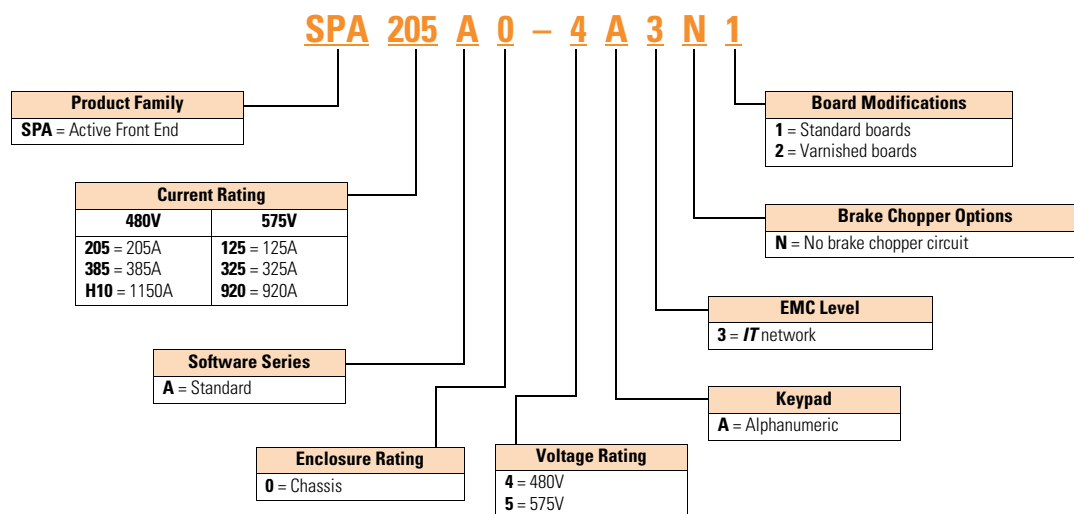 SPA 205 A 0 – 4 A 3 N 1
Product Family
SPA = Active Front End
Current Rating
480V 575V
205 = 205A 125 = 125A
385 = 385A 325 = 325A
H10 = 1150A 920 = 920A
Software Series
A = Standard
Enclosure Rating
0 = Chassis
Voltage Rating
4 = 480V
5 = 575V
Board Modifications
1 = Standard boards
2 = Varnished boards
Brake Chopper Options
N = No brake chopper circuit
EMC Level
3 = IT network
Keypad
A = Alphanumeric